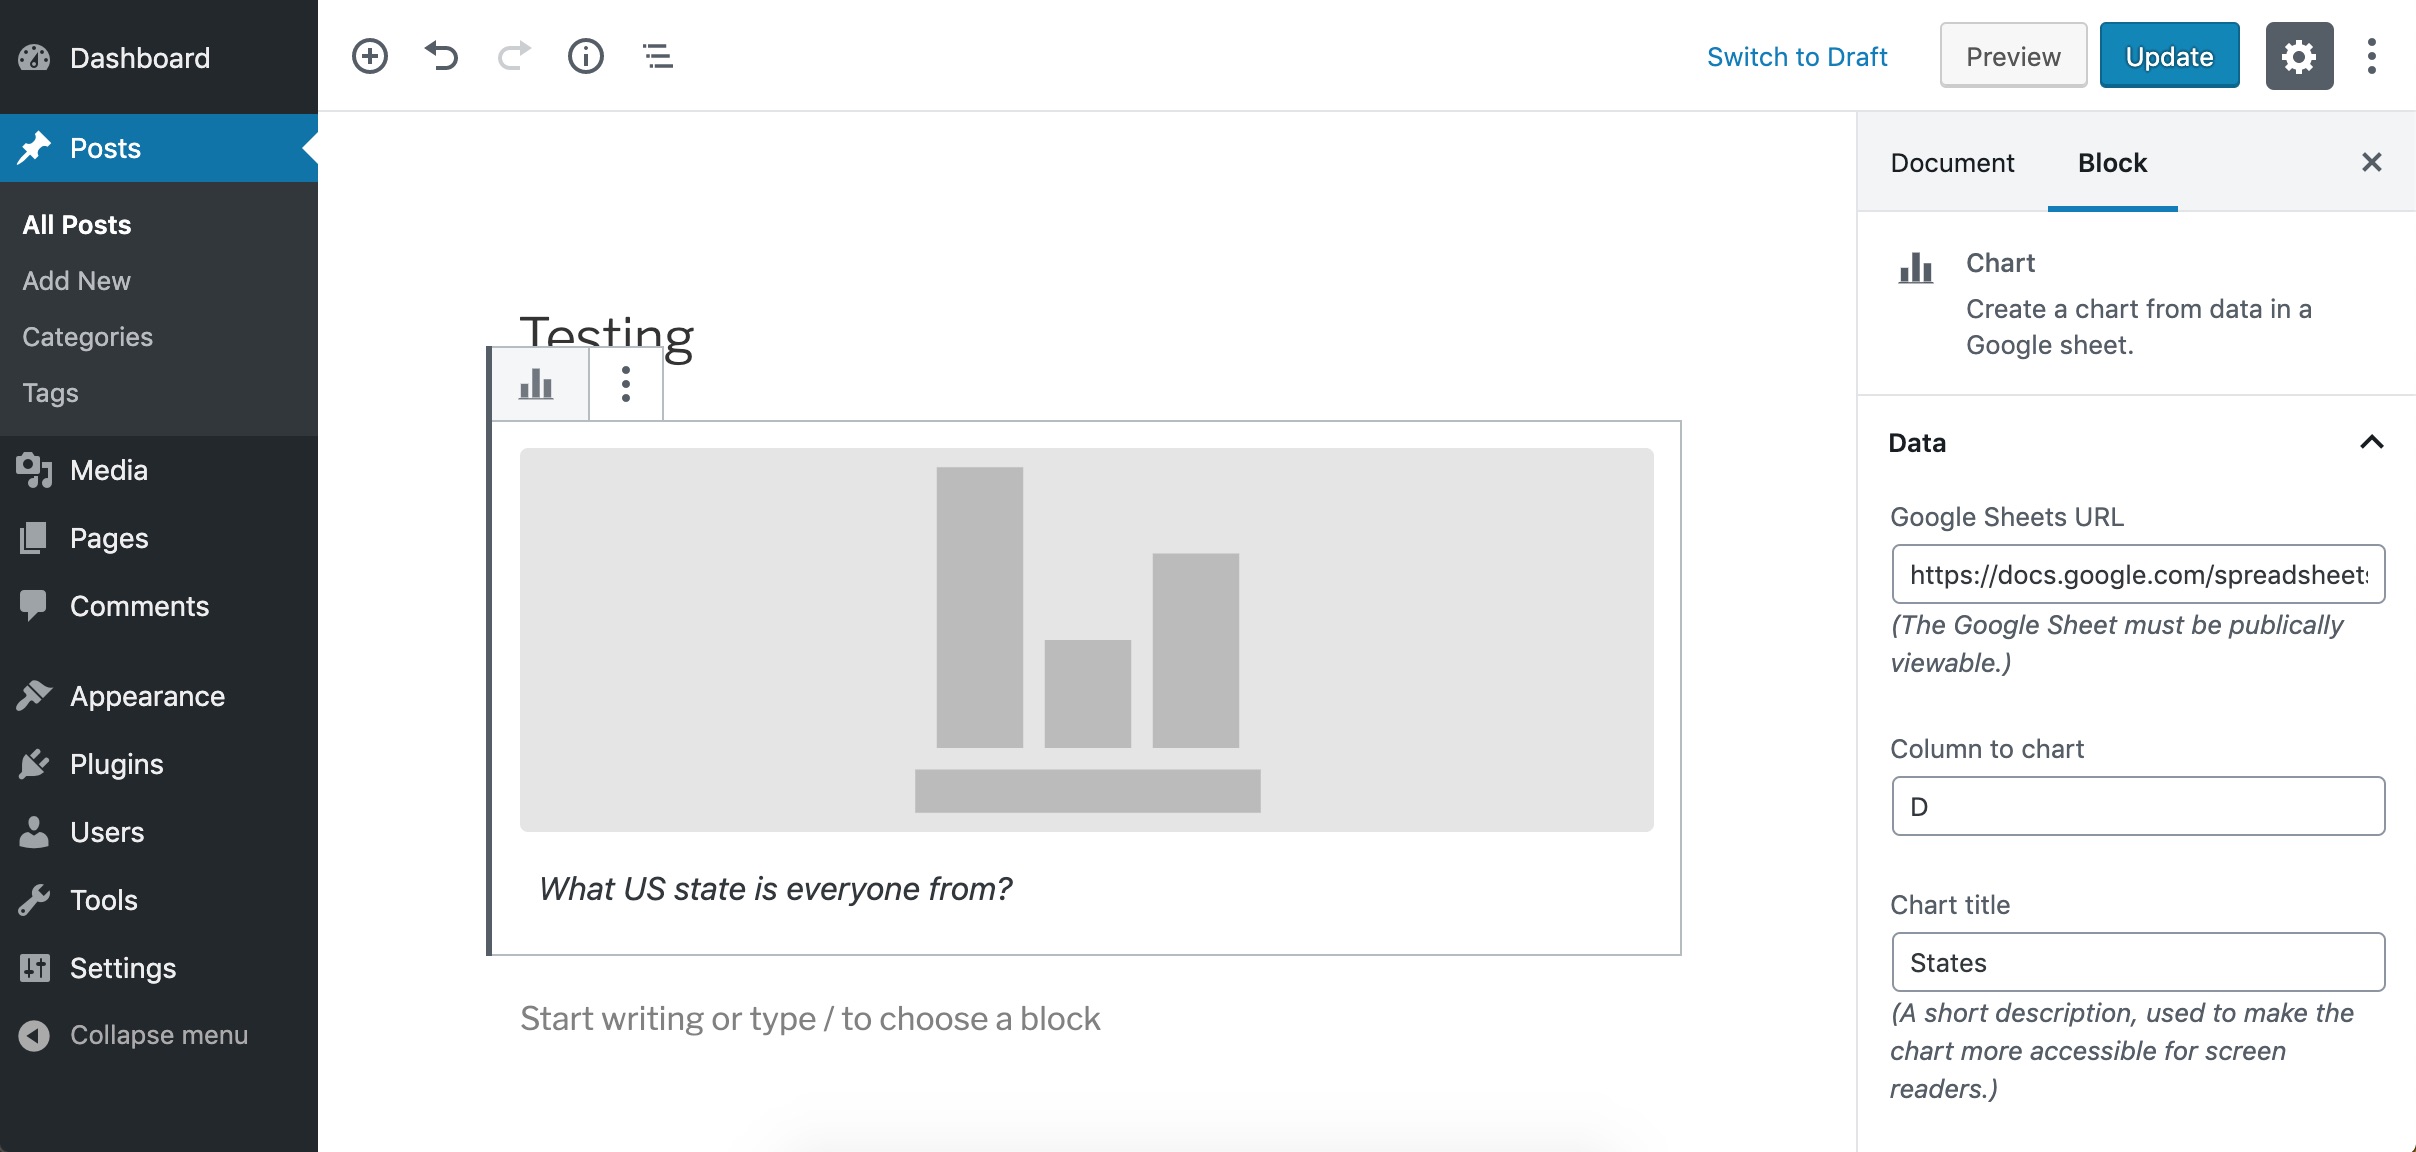 Dashboard
Posts
All Posts
Add New
Categories
Tags
Media
Pages
Comments
Appearance
Plugins
Users
Tools
Settings
Collapse menu
Switch to Draft
Preview
Update
Testing
What US state is everyone from?
Start writing or type / to choose a block
Document
Block
Chart
Create a chart from data in a
Google sheet.
Data
Google Sheets URL
https://docs.google.com/spreadsheets
(The Google Sheet must be publically
viewable.)
Column to chart
D
Chart title
States
(A short description, used to make the
chart more accessible for screen
readers.)